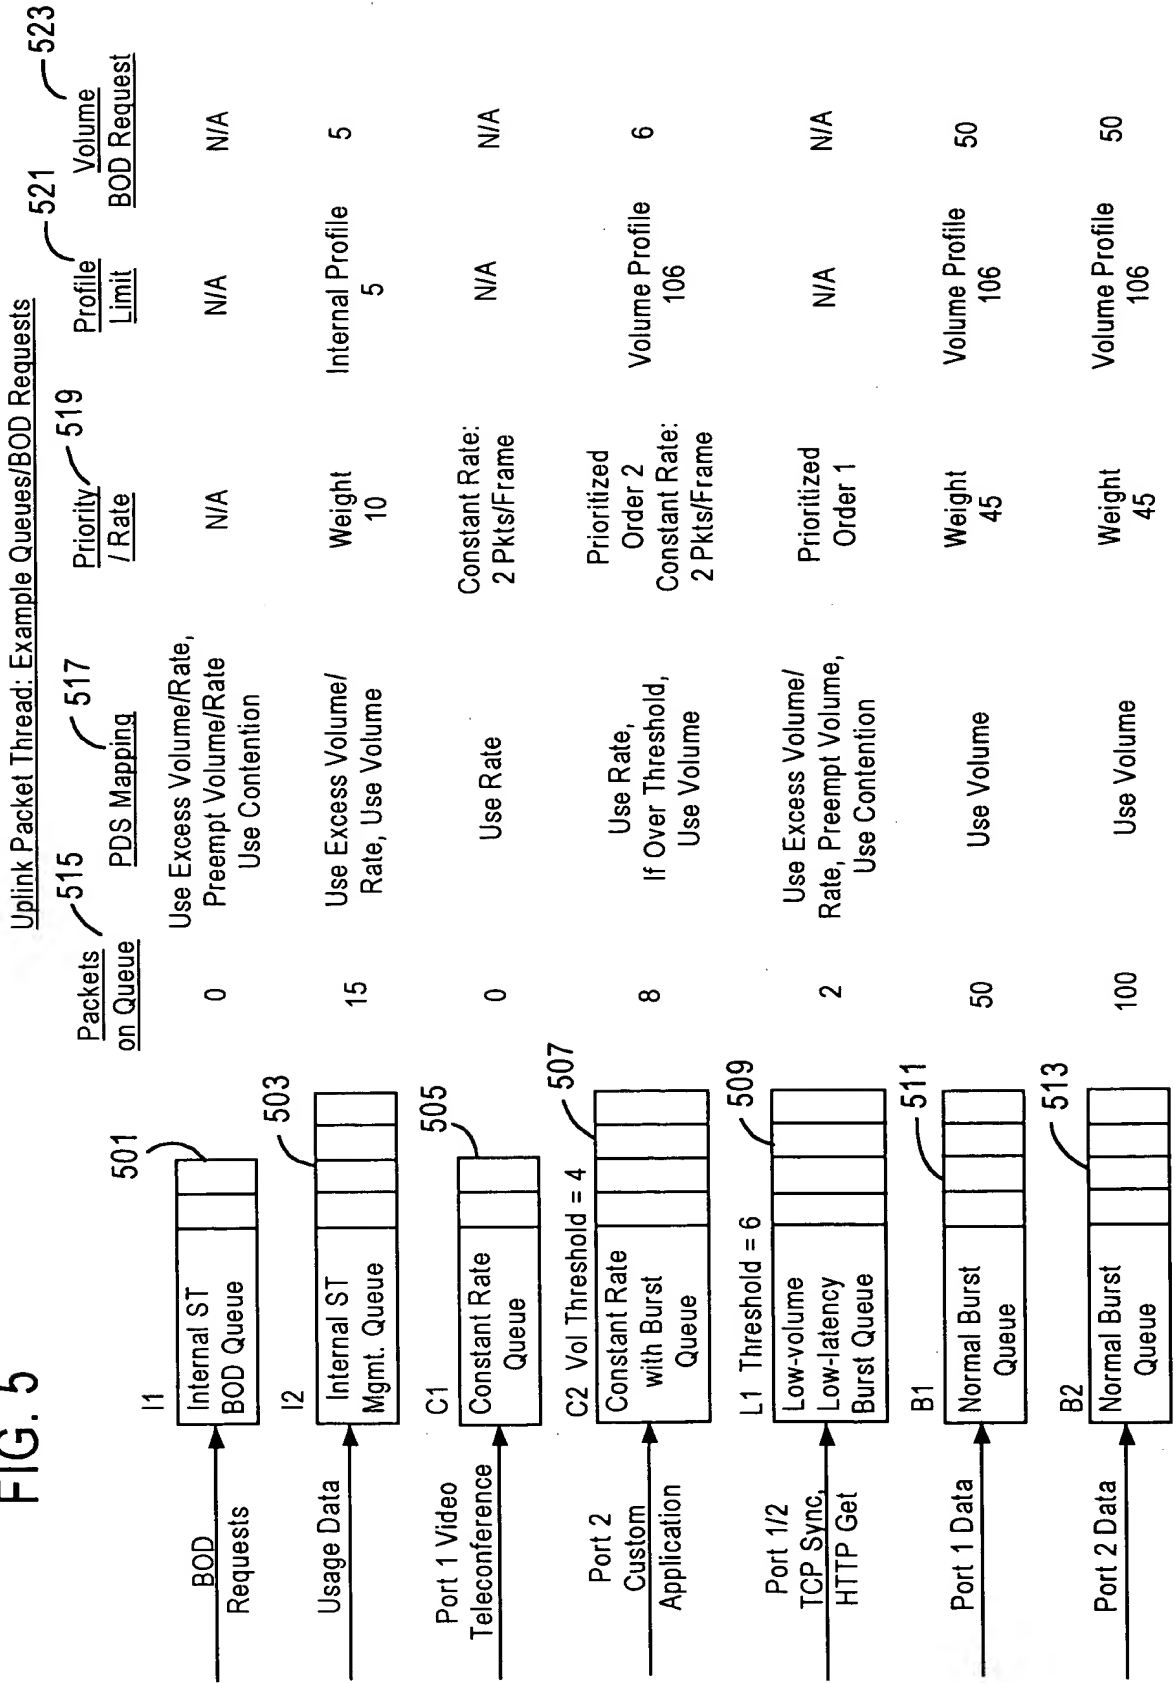 FIG. 5
Uplink Packet Thread: Example Queues/BOD Requests
Packets
on Queue
515
PDS Mapping
517
Priority
/ Rate
519
Profile
Limit
521
Volume
BOD Request
523
BOD
Requests
I1
Internal ST
BOD Queue
501
0
Use Excess Volume/Rate,
Preempt Volume/Rate
Use Contention
N/A
N/A
N/A
Usage Data
I2
Internal ST
Mgmt. Queue
503
15
Use Excess Volume/
Rate, Use Volume
Weight
10
Internal Profile
5
5
Port 1 Video
Teleconference
C1
Constant Rate
Queue
505
0
Use Rate
Constant Rate:
2 Pkts/Frame
N/A
N/A
Port 2
Custom
Application
C2 Vol Threshold = 4
Constant Rate
with Burst
Queue
507
8
Use Rate,
If Over Threshold,
Use Volume
Prioritized
Order 2
Constant Rate:
2 Pkts/Frame
Volume Profile
106
6
Port 1/2
TCP Sync,
HTTP Get
L1 Threshold = 6
Low-volume
Low-latency
Burst Queue
509
2
Use Excess Volume/
Rate, Preempt Volume,
Use Contention
Prioritized
Order 1
N/A
N/A
Port 1 Data
B1
Normal Burst
Queue
511
50
Use Volume
Weight
45
Volume Profile
106
50
Port 2 Data
B2
Normal Burst
Queue
513
100
Use Volume
Weight
45
Volume Profile
106
50